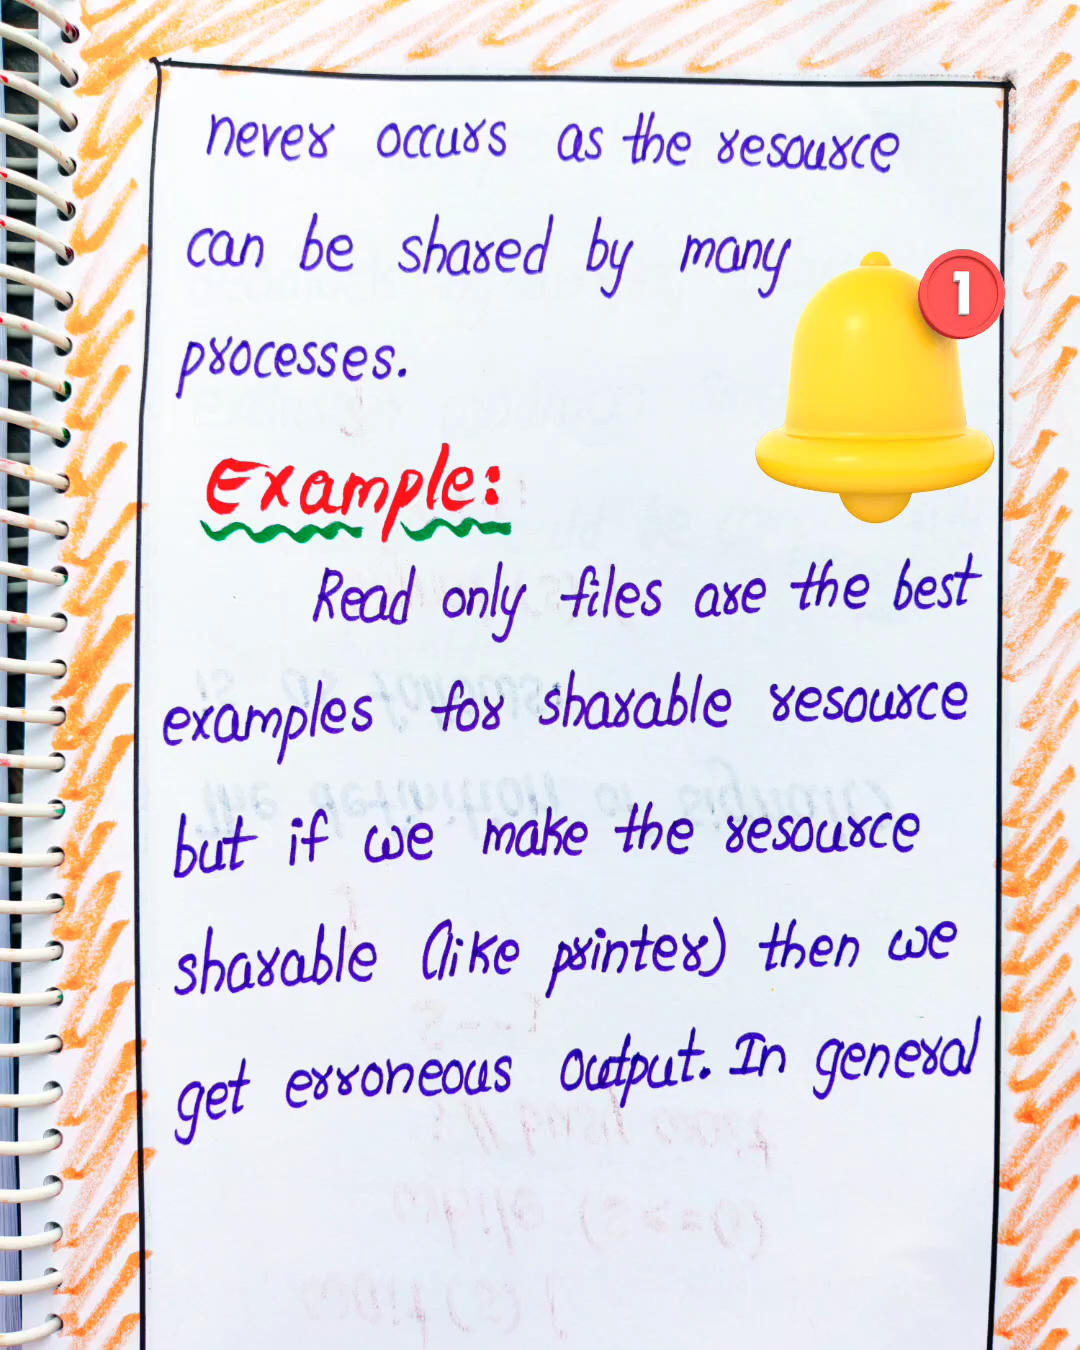 never occurs as the resource
can be shared by many
1
processes.
Example:
Read only files are the best
examples for sharable resource
but if we make the resource
sharable (like printer) then we
get erroneous output. In general